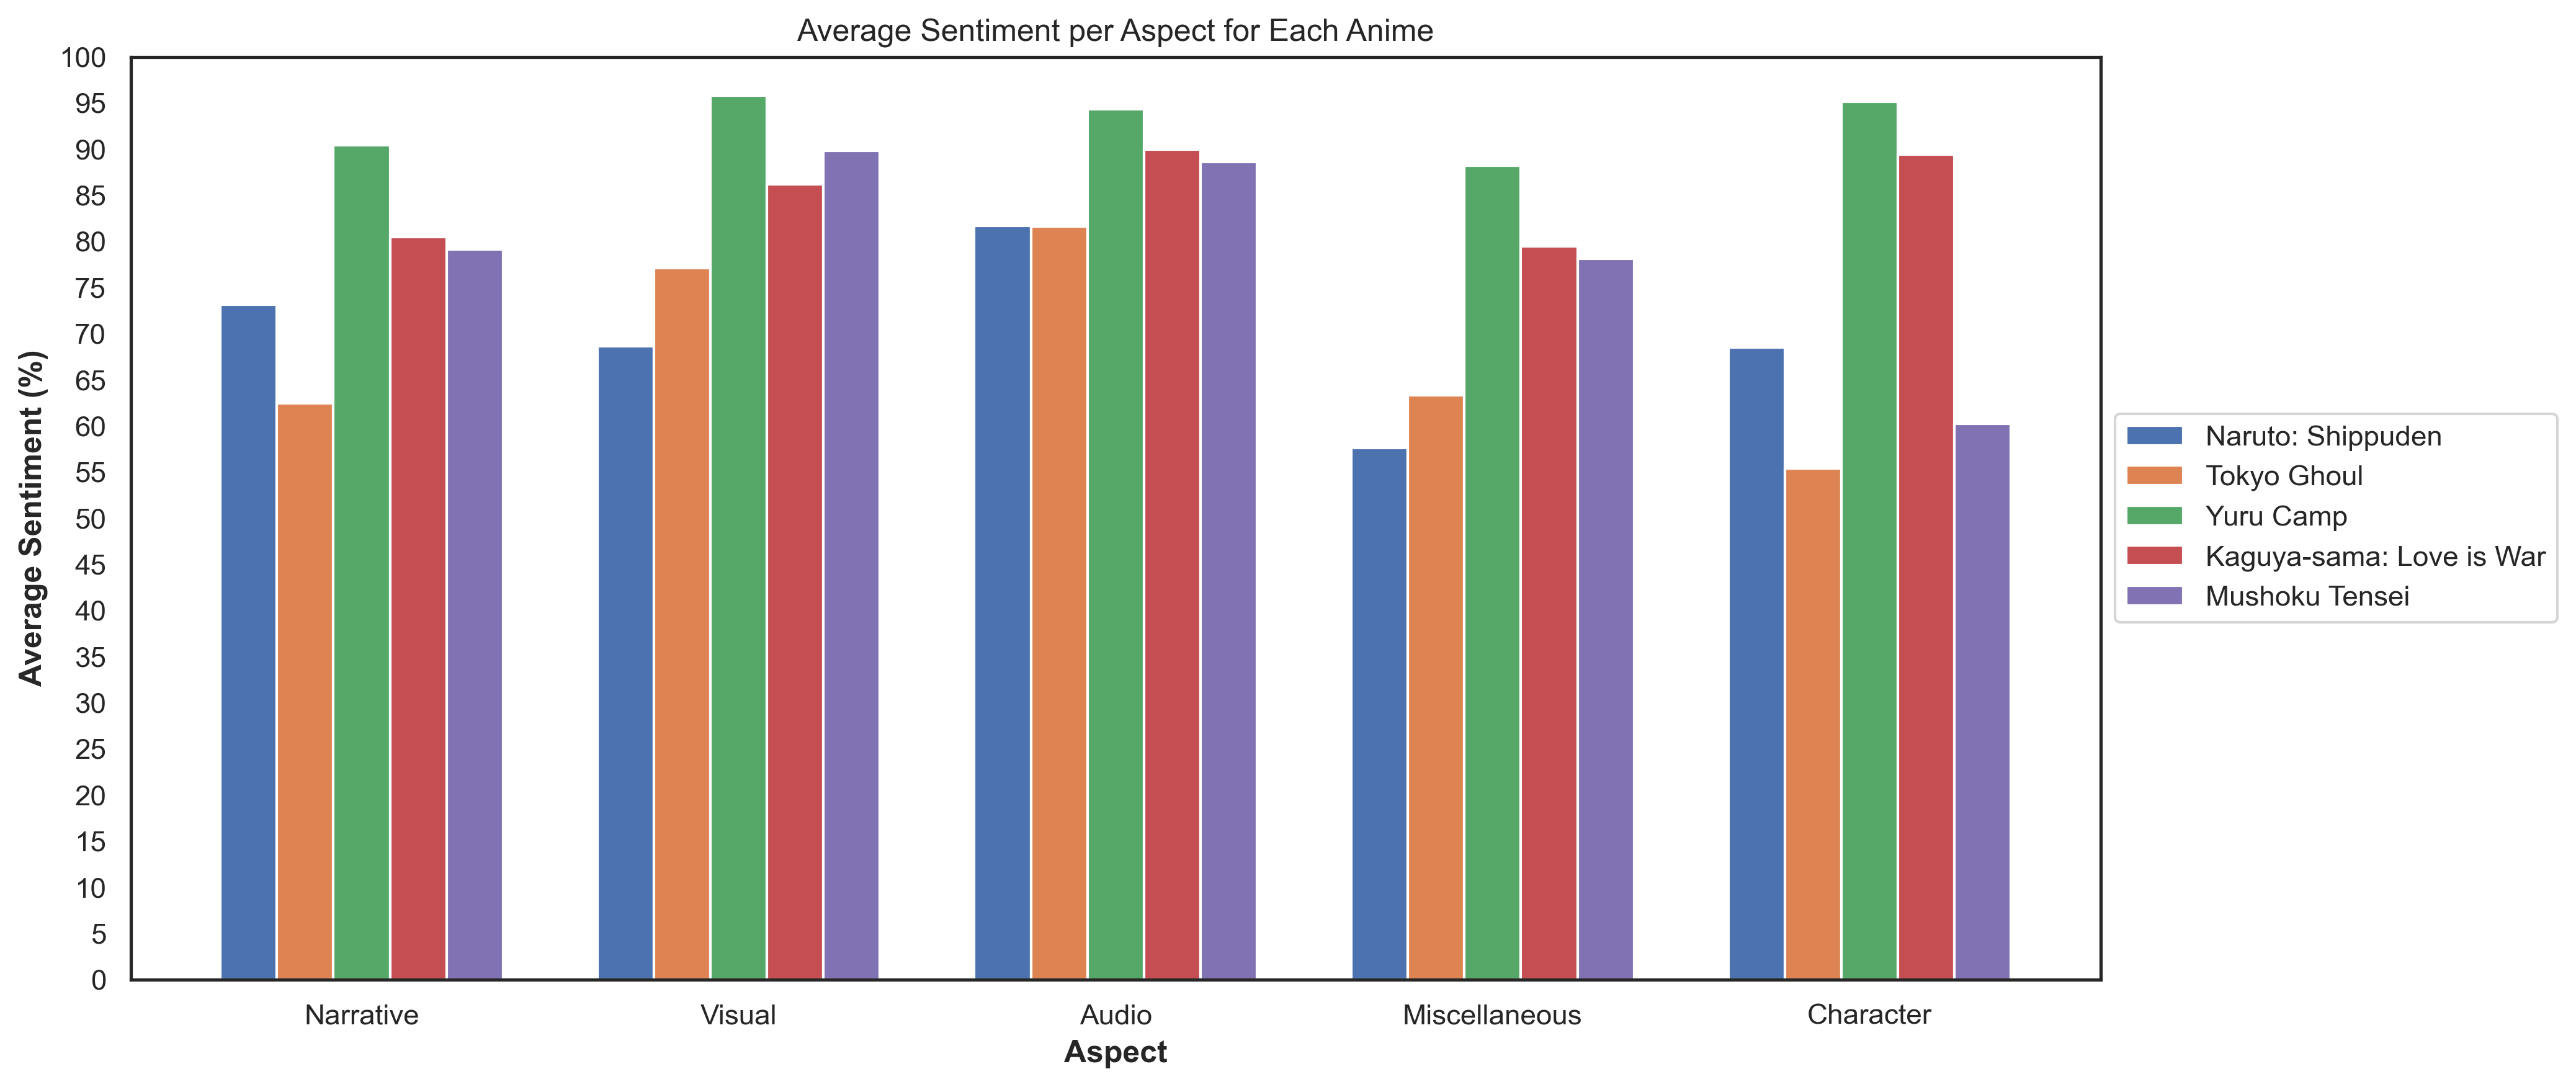 Average Sentiment per Aspect for Each Anime
100
95
90
85
80
75
70
65
60
55
50
45
40
35
30
25
20
15
10
5
0
Average Sentiment (%)
Narrative Visual Audio Miscellaneous Character
Aspect
Naruto: Shippuden
Tokyo Ghoul
Yuru Camp
Kaguya-sama: Love is War
Mushoku Tensei